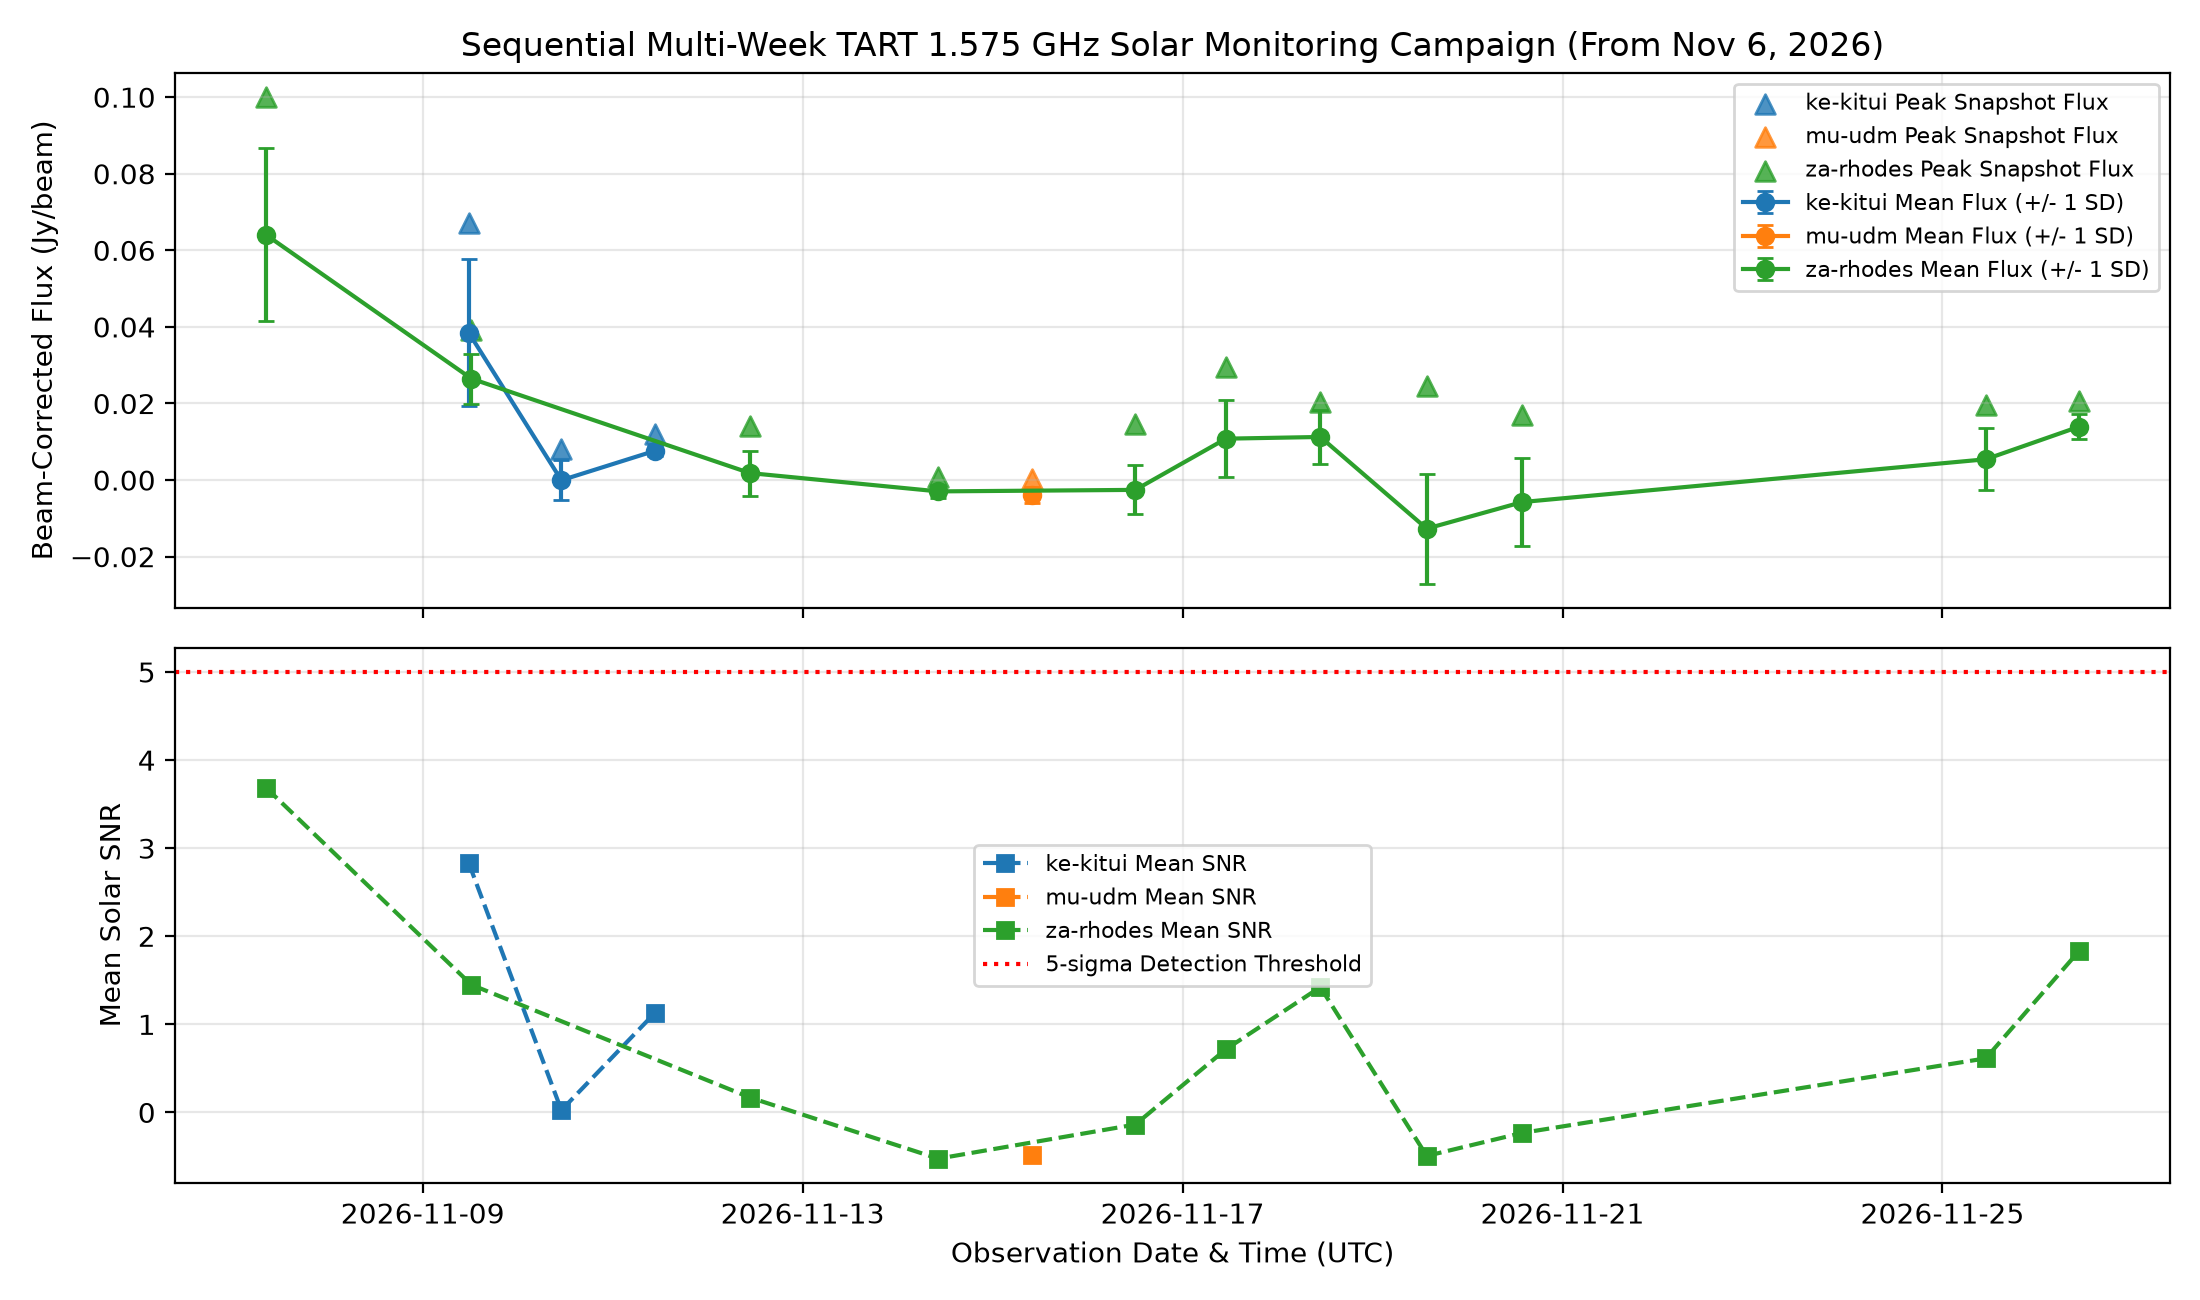 Sequential Multi-Week TART 1.575 GHz Solar Monitoring Campaign (From Nov 6, 2026)
Beam-Corrected Flux (Jy/beam)
0.10
0.08
0.06
0.04
0.02
0.00
−0.02
ke-kitui Peak Snapshot Flux
mu-udm Peak Snapshot Flux
za-rhodes Peak Snapshot Flux
ke-kitui Mean Flux (+/- 1 SD)
mu-udm Mean Flux (+/- 1 SD)
za-rhodes Mean Flux (+/- 1 SD)
Mean Solar SNR
5
4
3
2
1
0
ke-kitui Mean SNR
mu-udm Mean SNR
za-rhodes Mean SNR
5-sigma Detection Threshold
2026-11-09
2026-11-13
2026-11-17
2026-11-21
2026-11-25
Observation Date & Time (UTC)